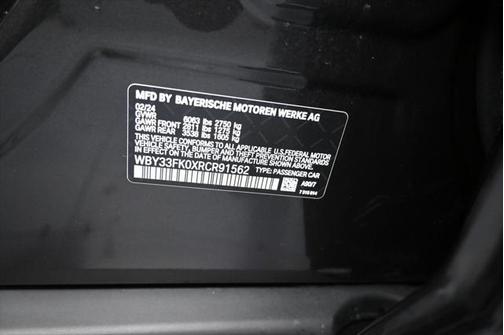 MFD BY BAYERISCHE MOTOREN WERKE AG
02/24
GVWR 6063 lbs 2750 kg
GAWR FRONT 2811 lbs 1275 kg
GAWR REAR 3538 lbs 1605 kg
THIS VEHICLE CONFORMS TO ALL APPLICABLE U.S. FEDERAL MOTOR
VEHICLE SAFETY, BUMPER AND THEFT
PREVENTION STANDARDS IN EFFECT ON THE DATE OF MANUFACTURE SHOWN ABOVE.
WBY33FK0XRCR91562 TYPE: PASSENGER CAR